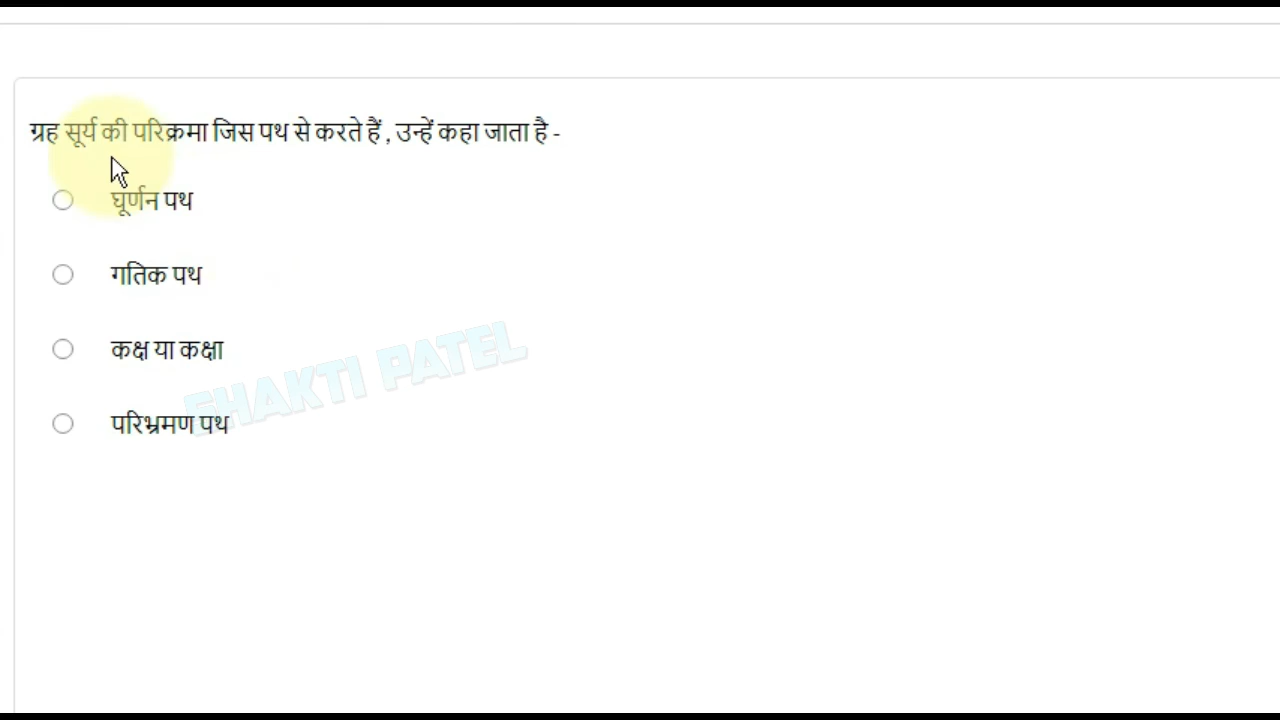 ग्रह सूर्य की परिक्रमा जिस पथ से करते हैं , उन्हें कहा जाता है -
घूर्णन पथ
गतिक पथ
कक्ष या कक्षा
परिभ्रमण पथ
SHAKTI PATEL